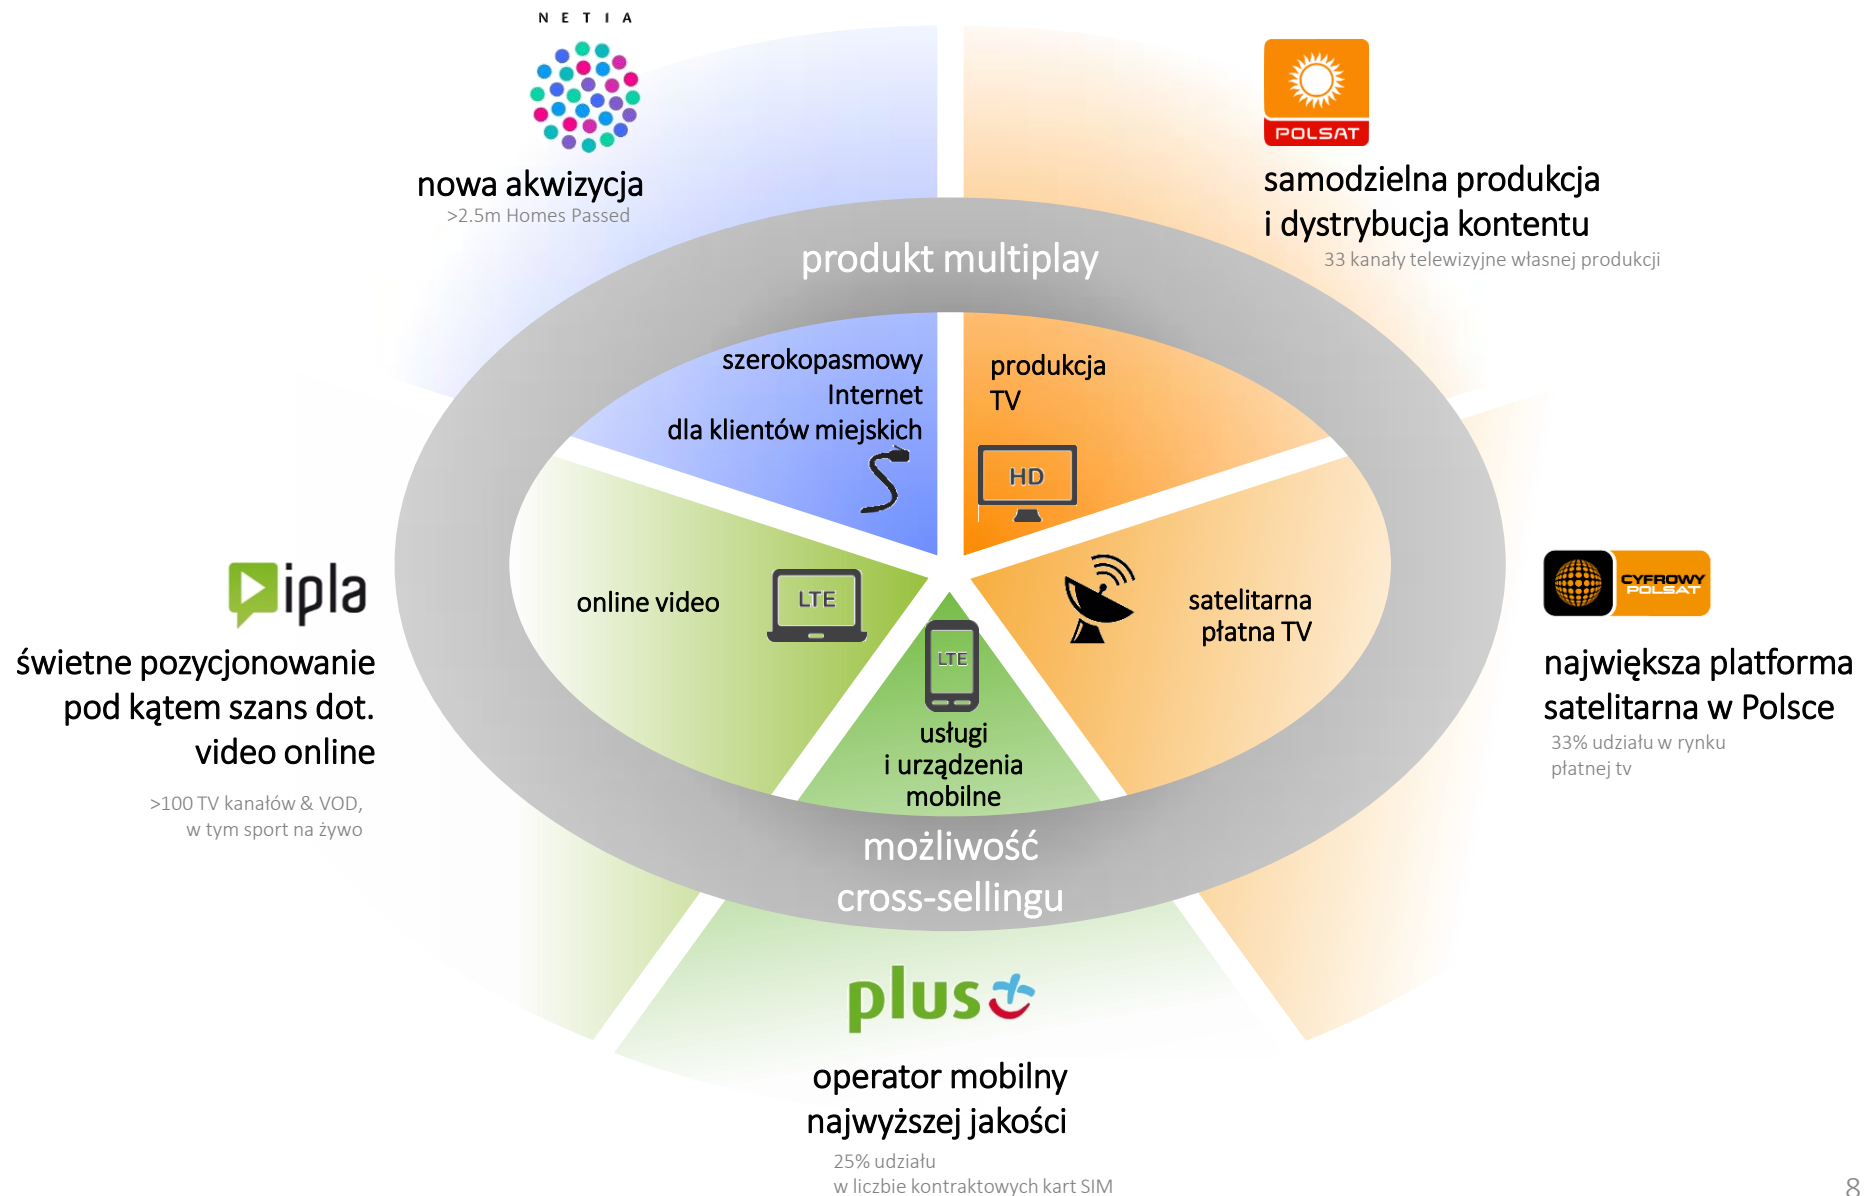 NETIA
nowa akwizycja
>2.5m Homes Passed
POLSAT
samodzielna produkcja
i dystrybucja kontentu
33 kanały telewizyjne własnej produkcji
produkt multiplay
szerokopasmowy
Internet
dla klientów miejskich
produkcja
TV
HD
online video
LTE
LTE
usługi
i urządzenia
mobilne
satelitarna
płatna TV
ipla
świetne pozycjonowanie
pod kątem szans dot.
video online
>100 TV kanałów & VOD,
w tym sport na żywo
CYFROWY
POLSAT
największa platforma
satelitarna w Polsce
33% udziału w rynku
płatnej tv
możliwość
cross-sellingu
plus
operator mobilny
najwyższej jakości
25% udziału
w liczbie kontraktowych kart SIM
8